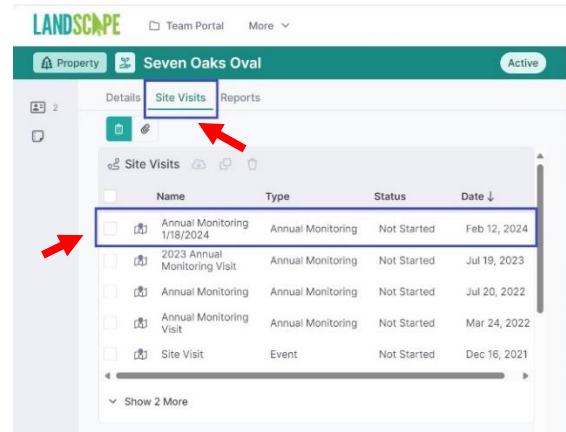 LANDSCAPE Team Portal More
Property Seven Oaks Oval Active
2 Details Site Visits Reports
Site Visits
Name Type Status Date ↓
Annual Monitoring
1/18/2024 Annual Monitoring Not Started Feb 12, 2024
2023 Annual
Monitoring Visit Annual Monitoring Not Started Jul 19, 2023
Annual Monitoring Annual Monitoring Not Started Jul 20, 2022
Annual Monitoring
Visit Annual Monitoring Not Started Mar 24, 2022
Site Visit Event Not Started Dec 16, 2021
Show 2 More